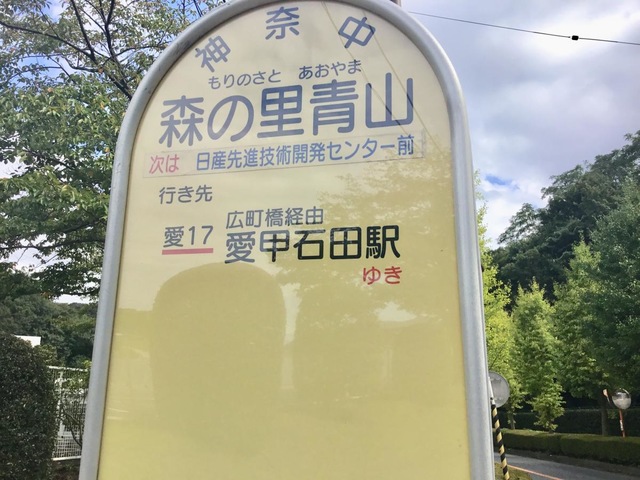 神奈中
もりのさと あおやま
森の里青山
次は 日産先進技術開発センター前
行き先
愛17 広町橋経由
愛甲石田駅
ゆき